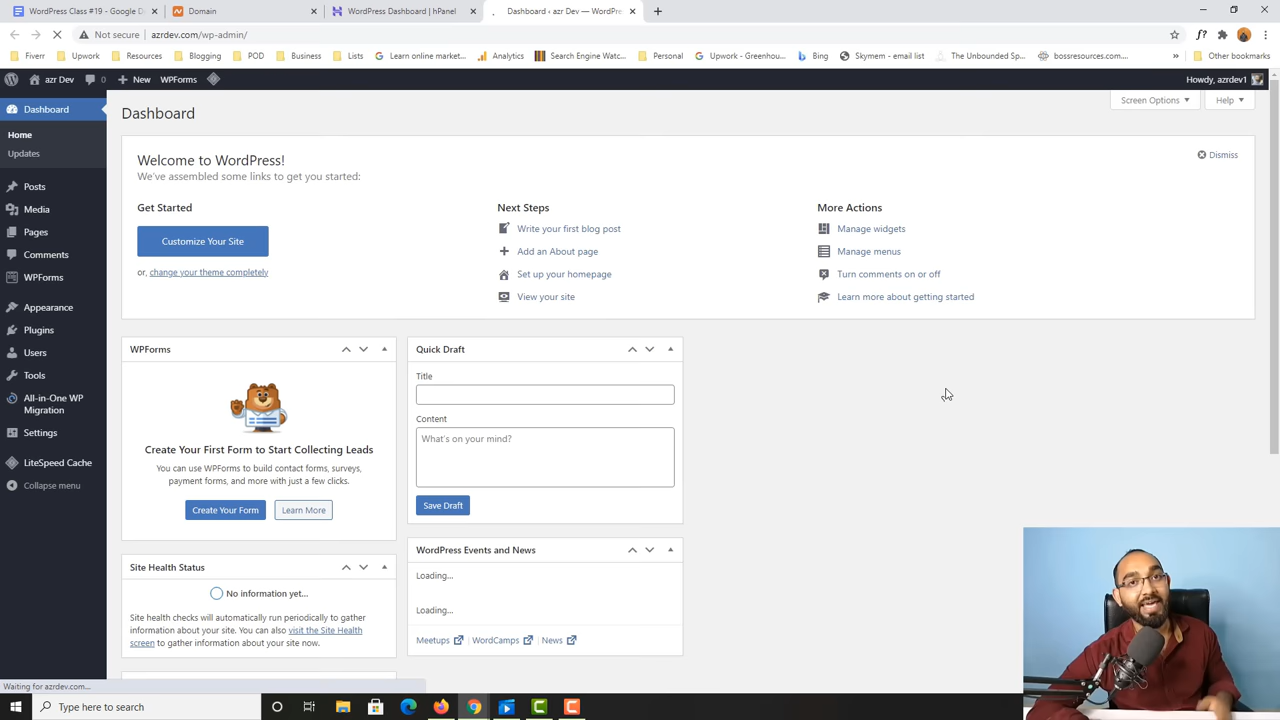 WordPress Class #19 - Google D
Domain
WordPress Dashboard | hPanel
Dashboard ‹ azr Dev — WordPre
Not secure
azrdev.com/wp-admin/
Fiverr
Upwork
Resources
Blogging
POD
Business
Lists
Learn online market...
Analytics
Search Engine Watc...
Personal
Upwork - Greenhou...
Bing
Skymem - email list
The Unbounded Sp...
bossresources.com...
»
Other bookmarks
azr Dev
0
New
WPForms
Howdy, azrdev1
Dashboard
Home
Updates
Posts
Media
Pages
Comments
WPForms
Appearance
Plugins
Users
Tools
All-in-One WP
Migration
Settings
LiteSpeed Cache
Collapse menu
Screen Options
Help
Dashboard
Welcome to WordPress!
We've assembled some links to get you started:
Dismiss
Get Started
Customize Your Site
or, change your theme completely
Next Steps
Write your first blog post
Add an About page
Set up your homepage
View your site
More Actions
Manage widgets
Manage menus
Turn comments on or off
Learn more about getting started
WPForms
Create Your First Form to Start Collecting Leads
You can use WPForms to build contact forms, surveys,
payment forms, and more with just a few clicks.
Create Your Form
Learn More
Site Health Status
No information yet...
Site health checks will automatically run periodically to gather
information about your site. You can also visit the Site Health
screen to gather information about your site now.
Quick Draft
Title
Content
What's on your mind?
Save Draft
WordPress Events and News
Loading...
Loading...
Meetups
WordCamps
News
Waiting for azrdev.com...
Type here to search